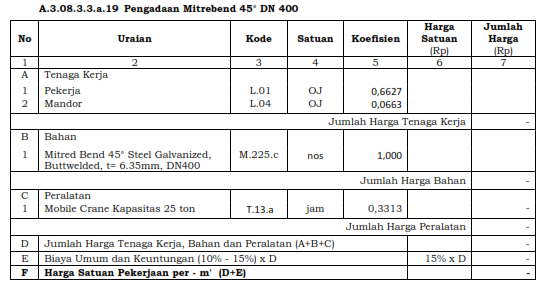 A.3.08.3.3.a.19 Pengadaan Mitrebend 45° DN 400
No Uraian Kode Satuan Koefisien Harga Satuan (Rp) Jumlah Harga (Rp)
1 2 3 4 5 6 7
A Tenaga Kerja
1 Pekerja L.01 OJ 0,6627
2 Mandor L.04 OJ 0,0663
Jumlah Harga Tenaga Kerja -
B Bahan
1 Mitred Bend 45° Steel Galvanized, M.225.c nos 1,000
Buttwelded, t= 6.35mm, DN400
Jumlah Harga Bahan -
C Peralatan
1 Mobile Crane Kapasitas 25 ton T.13.a jam 0,3313 -
Jumlah Harga Peralatan -
D Jumlah Harga Tenaga Kerja, Bahan dan Peralatan (A+B+C) -
E Biaya Umum dan Keuntungan (10% - 15%) x D 15% x D -
F Harga Satuan Pekerjaan per - m' (D+E) -